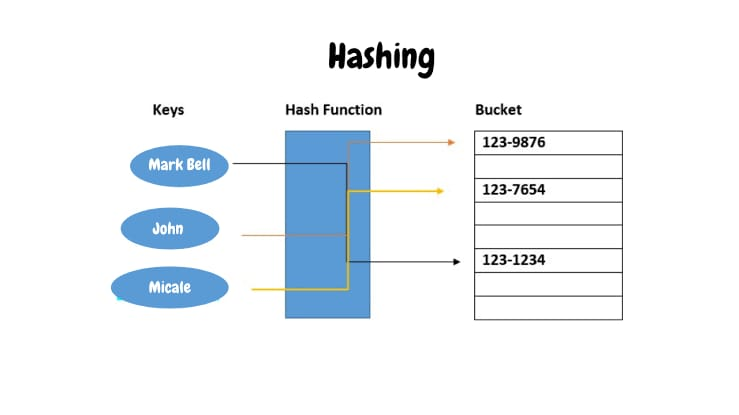 Hashing
Keys
Hash Function
Bucket
Mark Bell
John
Micale
123-9876
123-7654
123-1234